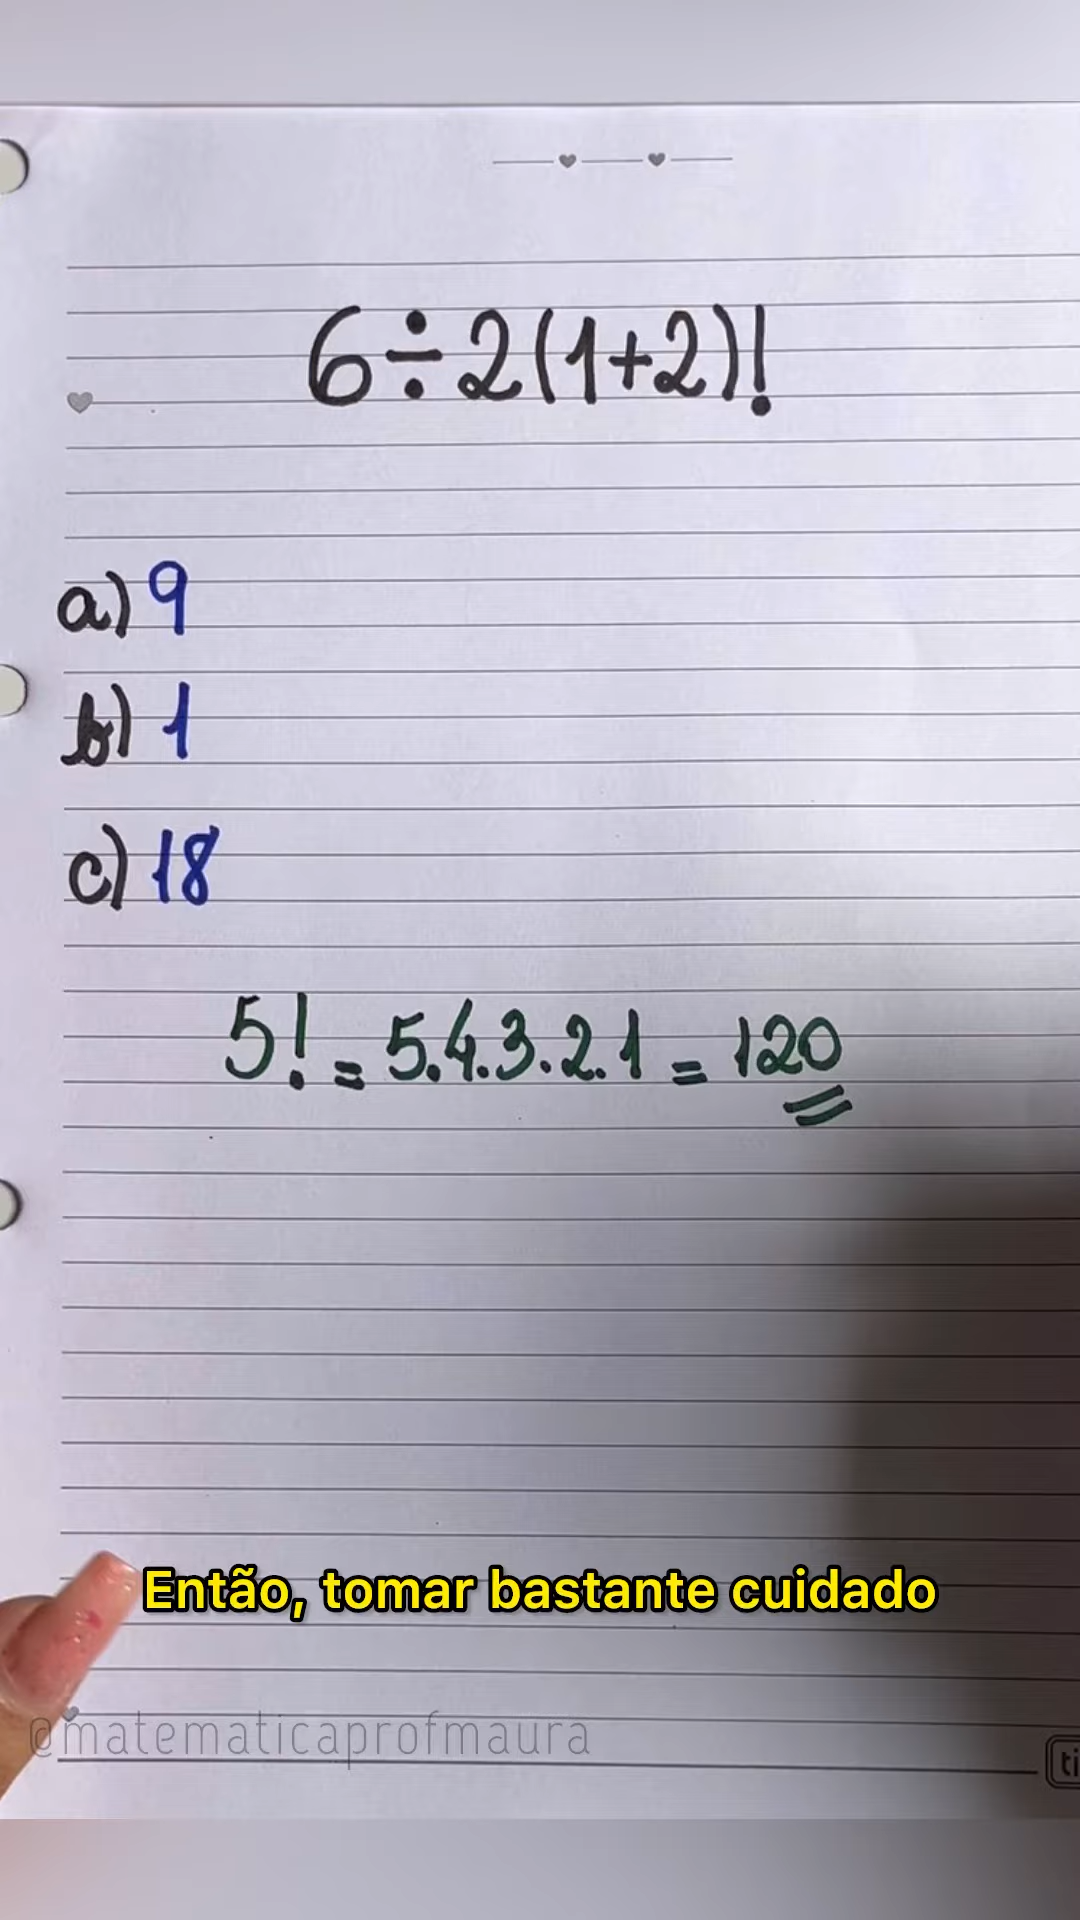 6÷2(1+2)!
a) 9
b) 1
c) 18
5! = 5.4.3.2.1 = 120
Então, tomar bastante cuidado
@matematicaprofmaura
ti